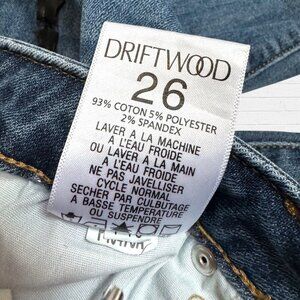 DRIFTWOOD
26
93% COTON 5% POLYESTER
2% SPANDEX
LAVER A LA MACHINE
A L'EAU FROIDE
OU LAVER A LA MAIN
A L'EAU FROIDE
NE PAS JAVELLISER
CYCLE NORMAL
SECHER PAR CULBUTAGE
A BASSE TEMPERATURE
OU SUSPENDRE